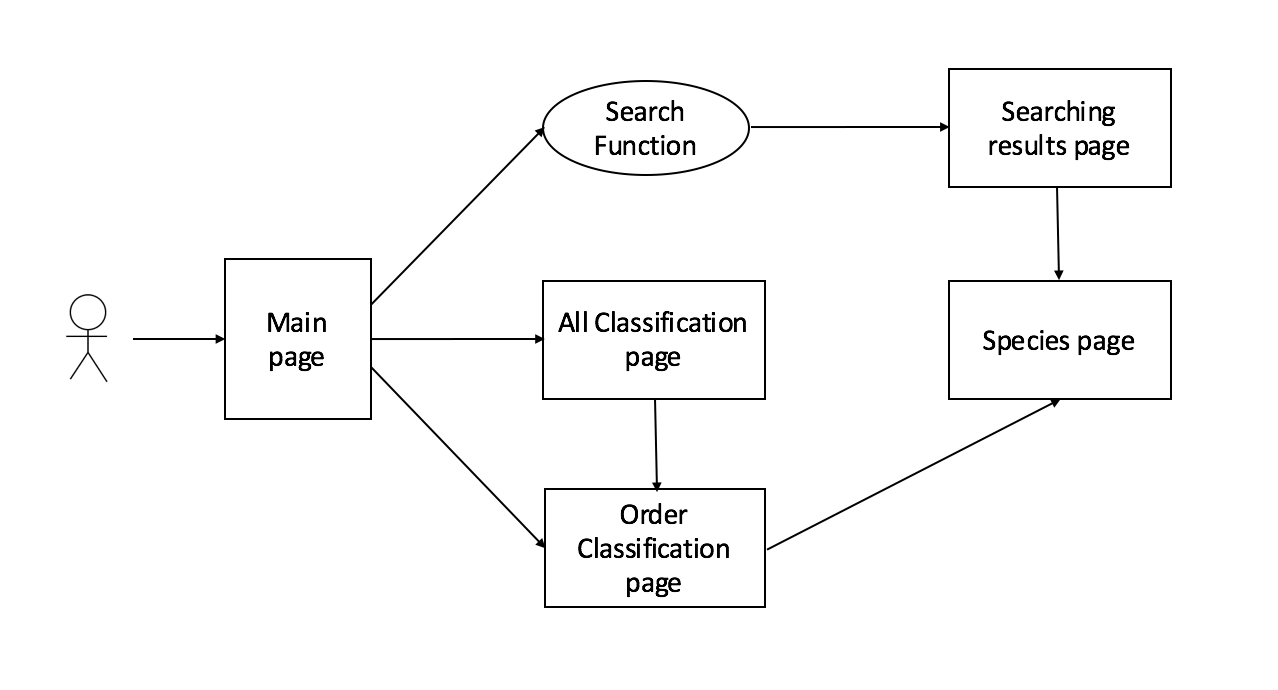 Search
Function
Searching
results page
Main
page
All Classification
page
Species page
Order
Classification
page